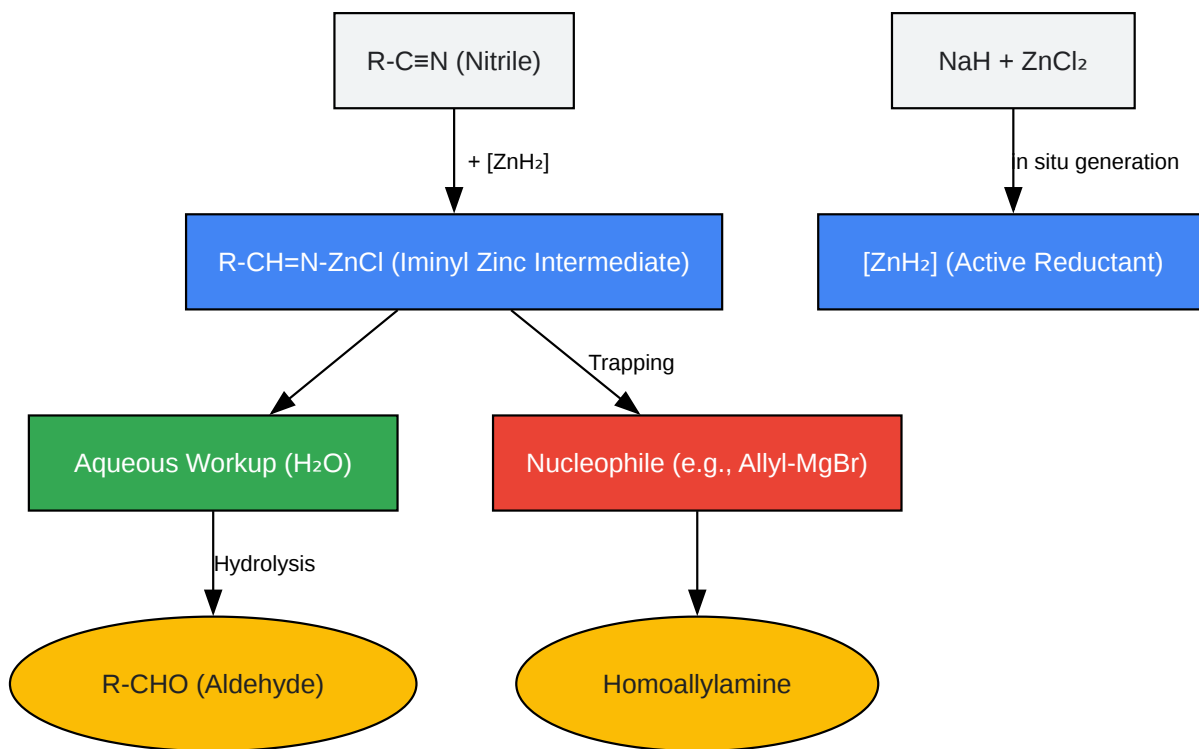 R-C≡N (Nitrile)
NaH + ZnCl₂
+ [ZnH₂]
in situ generation
R-CH=N-ZnCl (Iminyl Zinc Intermediate)
[ZnH₂] (Active Reductant)
Trapping
Aqueous Workup (H₂O)
Nucleophile (e.g., Allyl-MgBr)
Hydrolysis
R-CHO (Aldehyde)
Homoallylamine